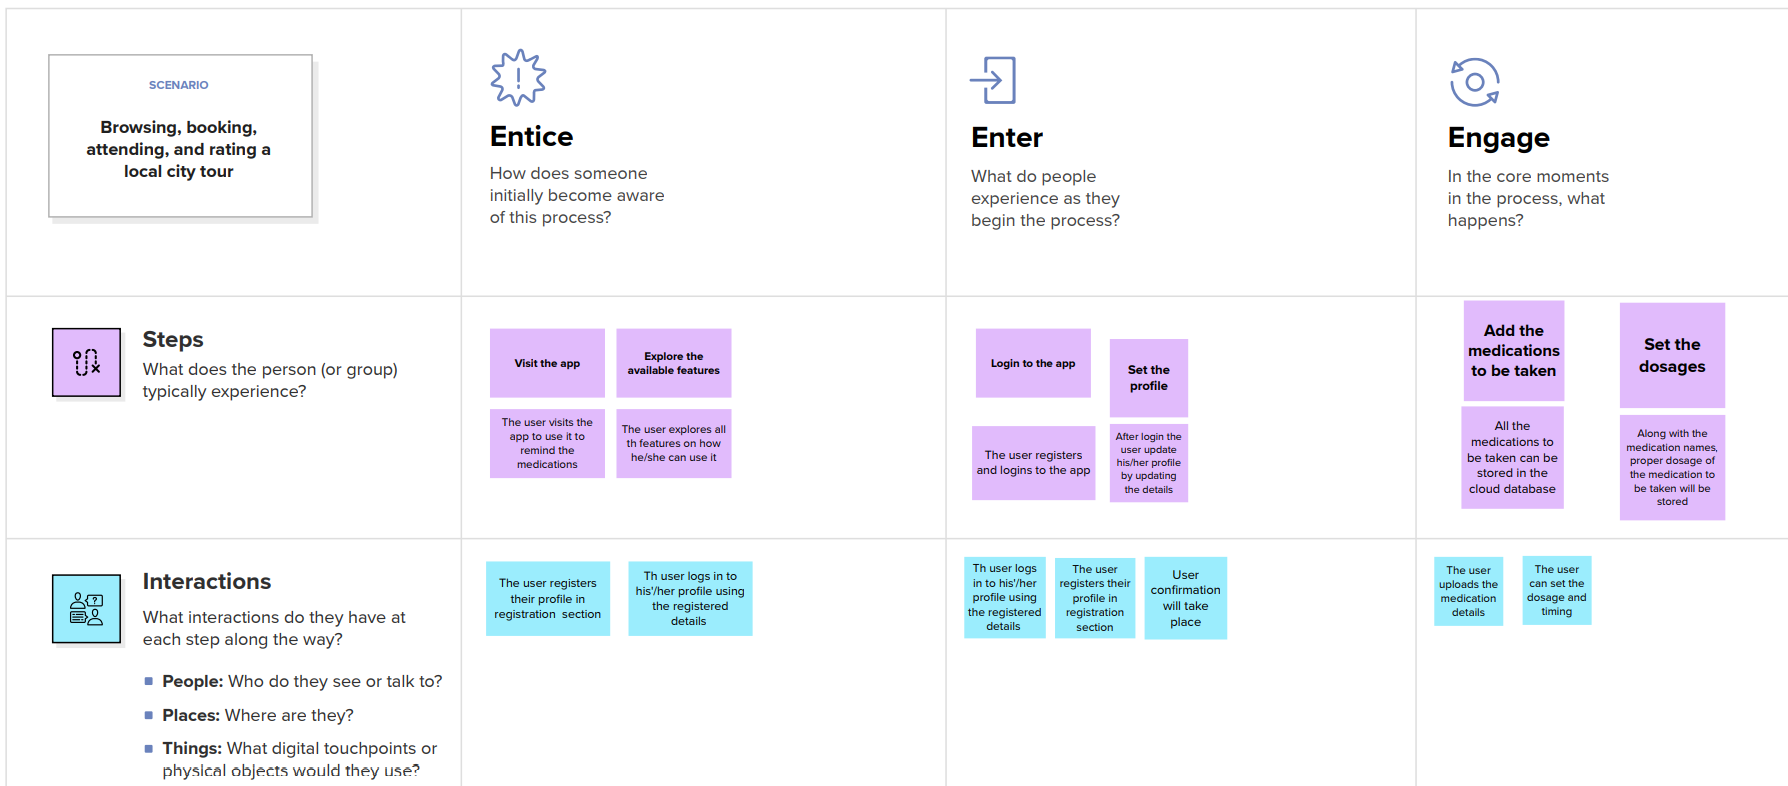 SCENARIO
Browsing, booking,
attending, and rating a
local city tour
Entice
How does someone
initially become aware
of this process?
Enter
What do people
experience as they
begin the process?
Engage
In the core moments
in the process, what
happens?
Steps
What does the person (or group)
typically experience?
Visit the app
Explore the
available features
The user visits the
app to use it to
remind the
medications
The user explores all
th features on how
he/she can use it
Login to the app
Set the
profile
The user registers
and logins to the app
After login the
user update
his/her profile
by updating
the details
Add the
medications
to be taken
Set the
dosages
All the
medications to
be taken can be
stored in the
cloud database
Along with the
medication names,
proper dosage of
the medication to
be taken will be
stored
Interactions
What interactions do they have at
each step along the way?
People: Who do they see or talk to?
Places: Where are they?
Things: What digital touchpoints or
physical objects would they use?
The user registers
their profile in
registration section
Th user logs in to
his'/her profile using
the registered
details
Th user logs
in to his'/her
profile using
the registered
details
The user
registers their
profile in
registration
section
User
confirmation
will take
place
The user
uploads the
medication
details
The user
can set the
dosage and
timing